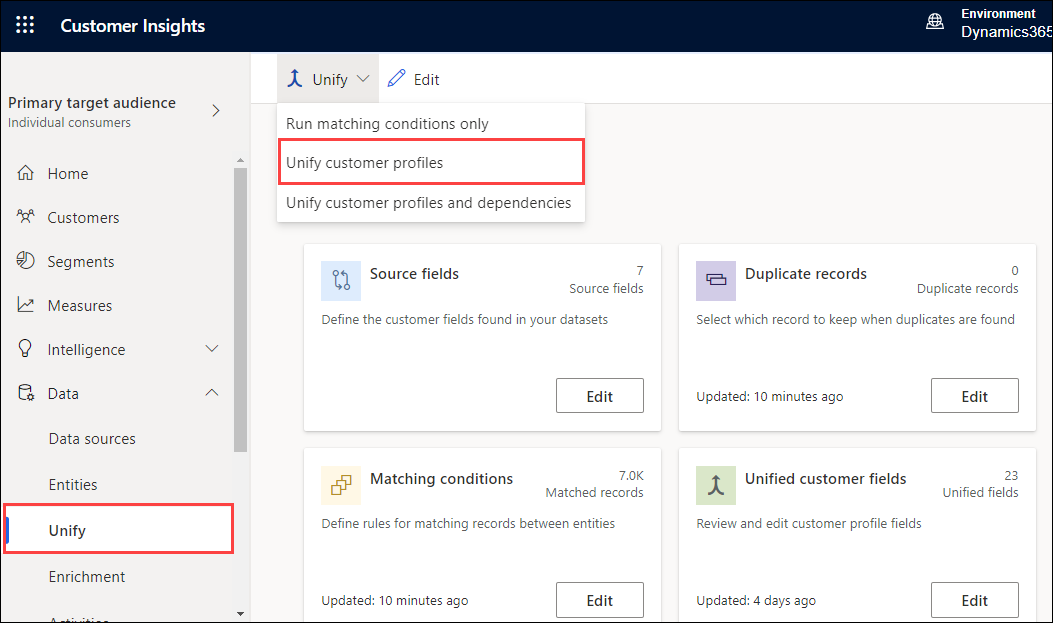 Customer Insights
Environment
Dynamics365
Primary target audience
Individual consumers
Home
Customers
Segments
Measures
Intelligence
Data
Data sources
Entities
Unify
Enrichment
Activities
Unify
Edit
Run matching conditions only
Unify customer profiles
Unify customer profiles and dependencies
Source fields
7
Source fields
Define the customer fields found in your datasets
Edit
Duplicate records
0
Duplicate records
Select which record to keep when duplicates are found
Updated: 10 minutes ago
Edit
Matching conditions
7.0K
Matched records
Define rules for matching records between entities
Updated: 10 minutes ago
Edit
Unified customer fields
23
Unified fields
Review and edit customer profile fields
Updated: 4 days ago
Edit